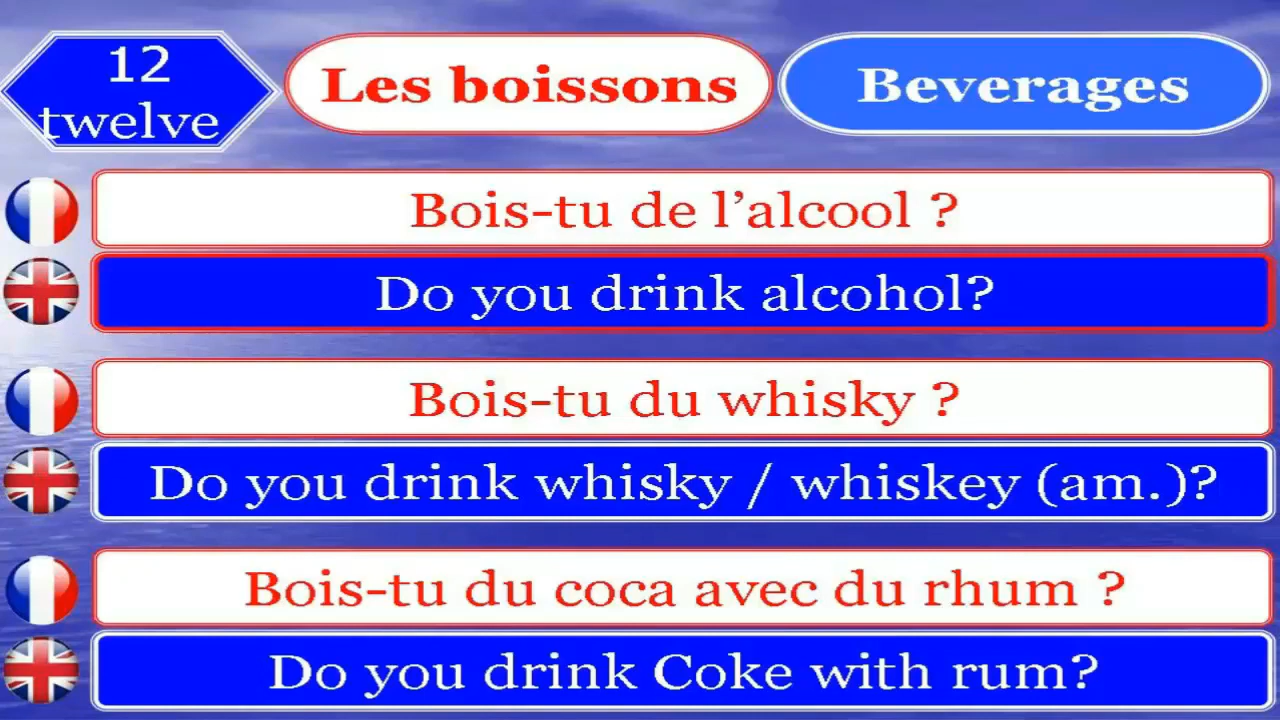 12
twelve
Les boissons
Beverages
Bois-tu de l’alcool ?
Do you drink alcohol?
Bois-tu du whisky ?
Do you drink whisky / whiskey (am.)?
Bois-tu du coca avec du rhum ?
Do you drink Coke with rum?